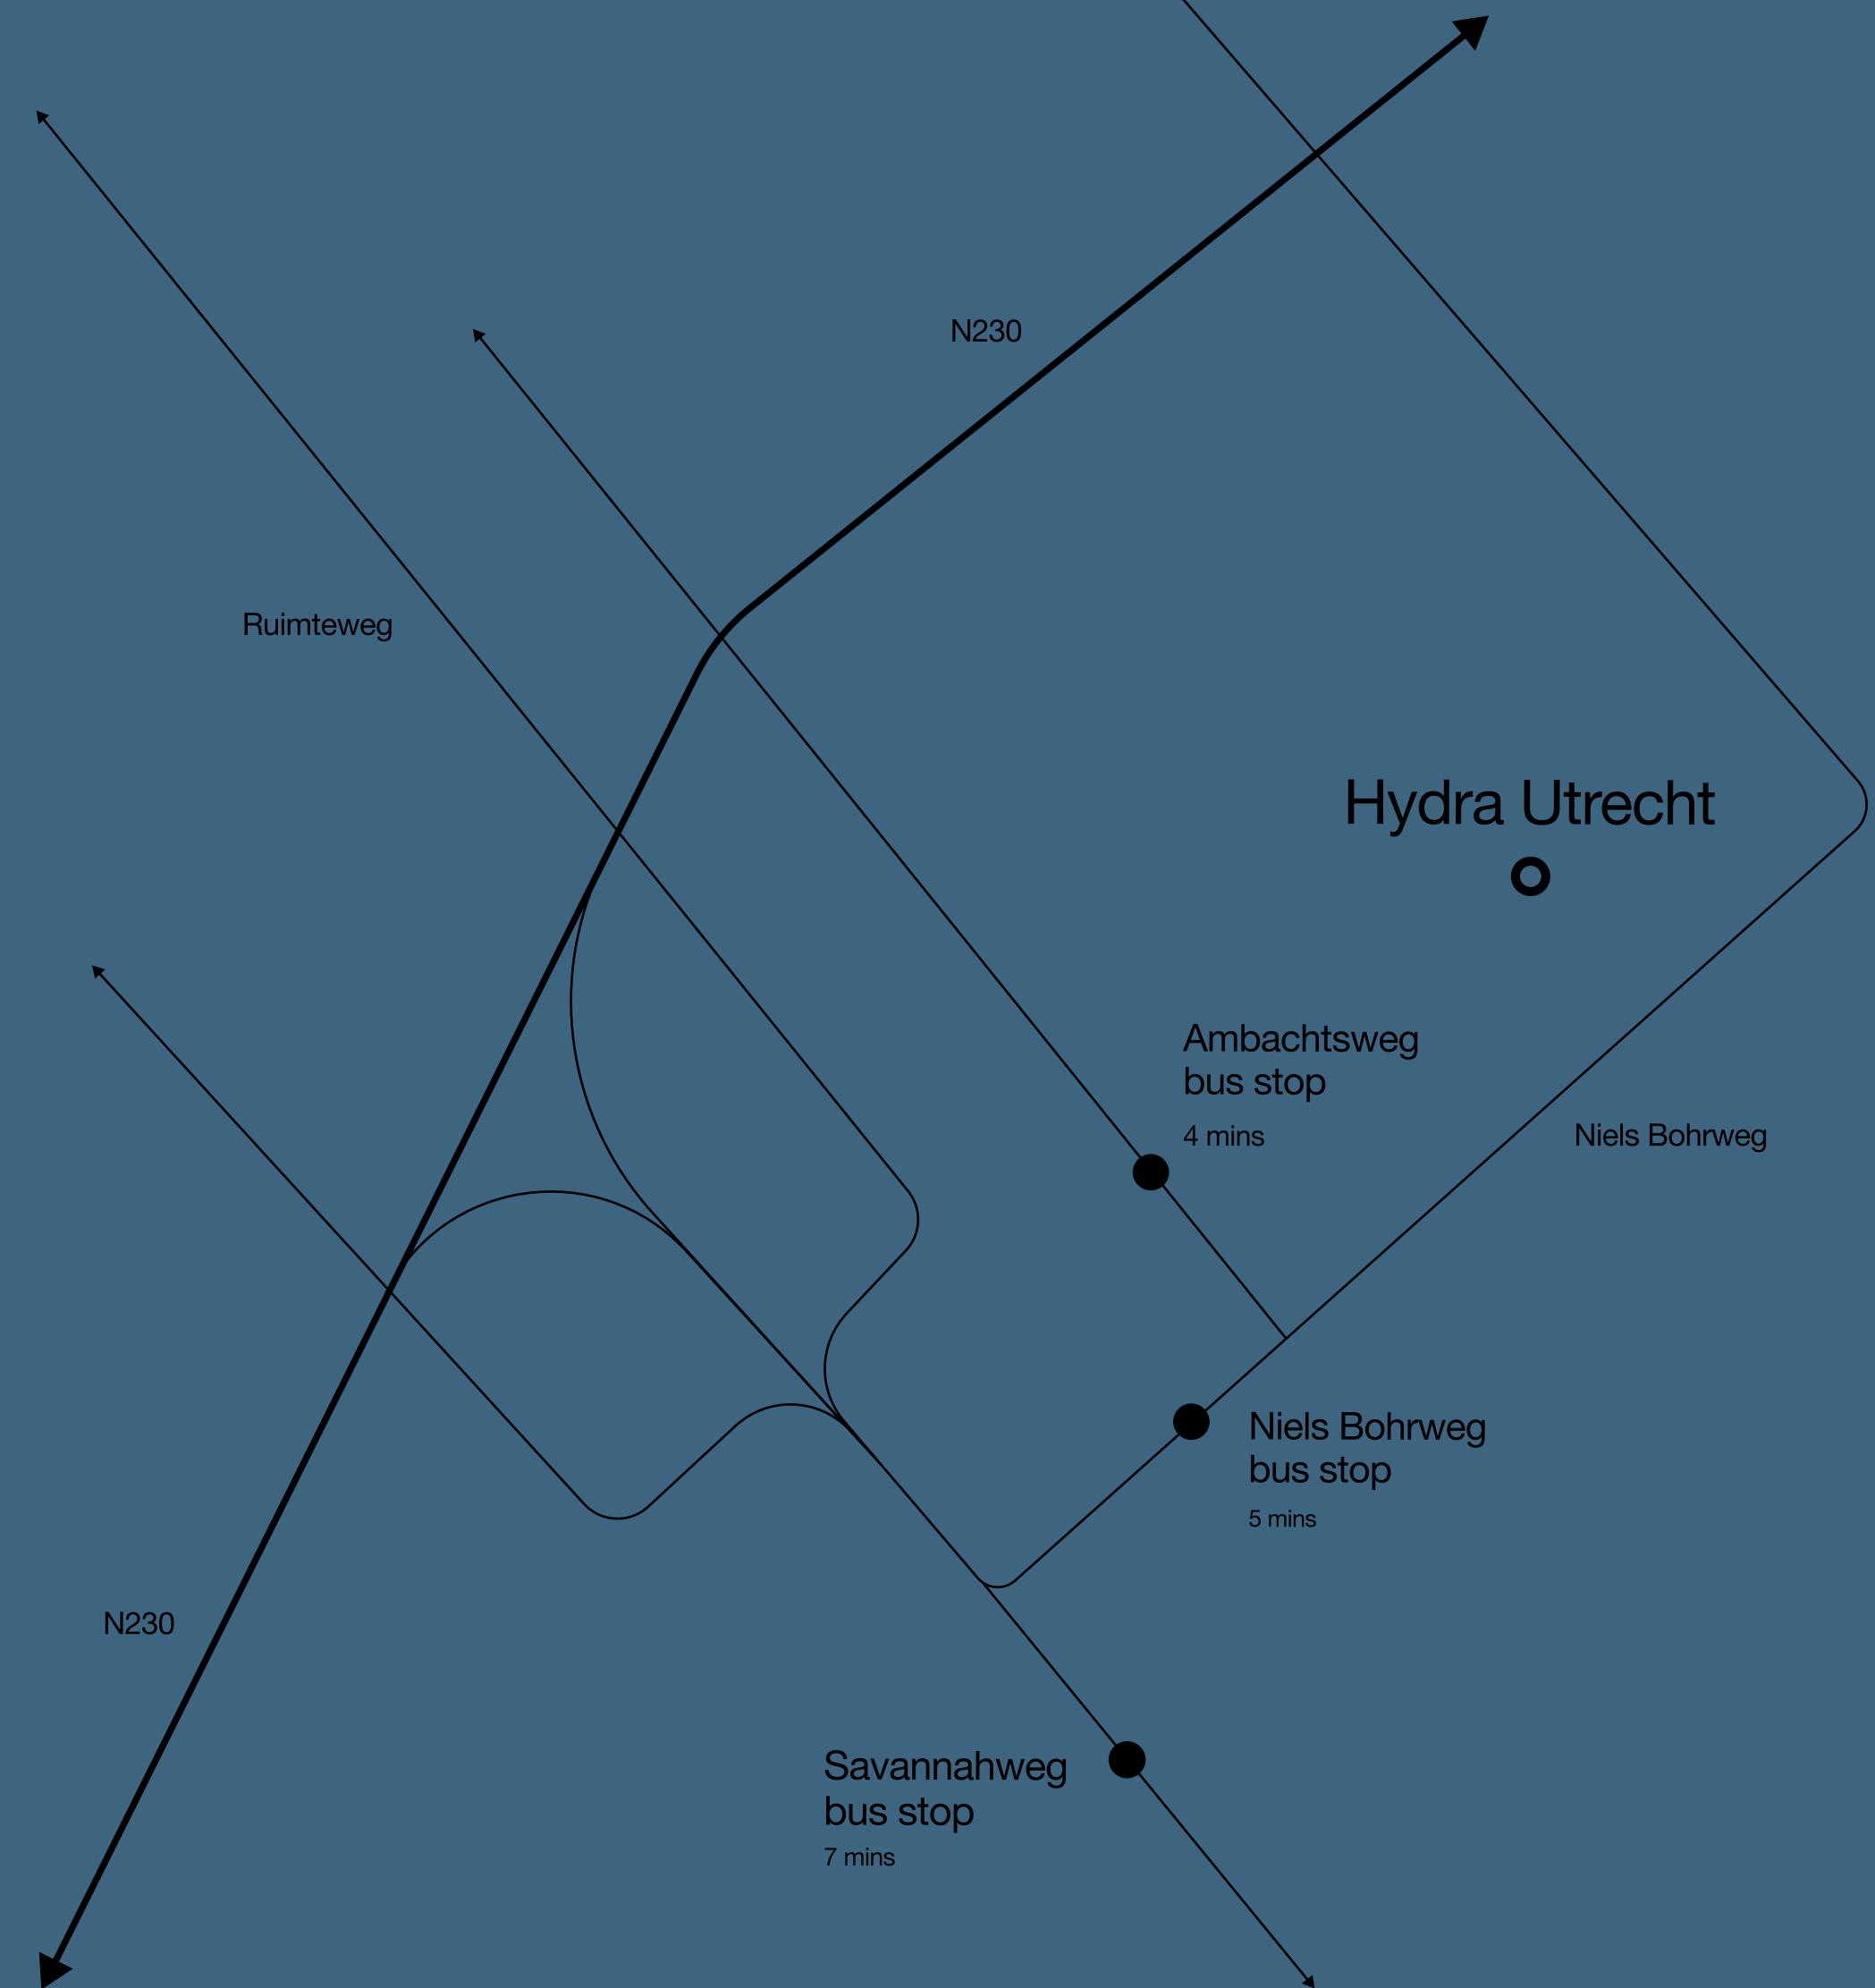 N230
Ruimteweg
Hydra Utrecht
Ambachtsweg
bus stop
4 mins
Niels Bohrweg
Niels Bohrweg
bus stop
5 mins
N230
Savannahweg
bus stop
7 mins